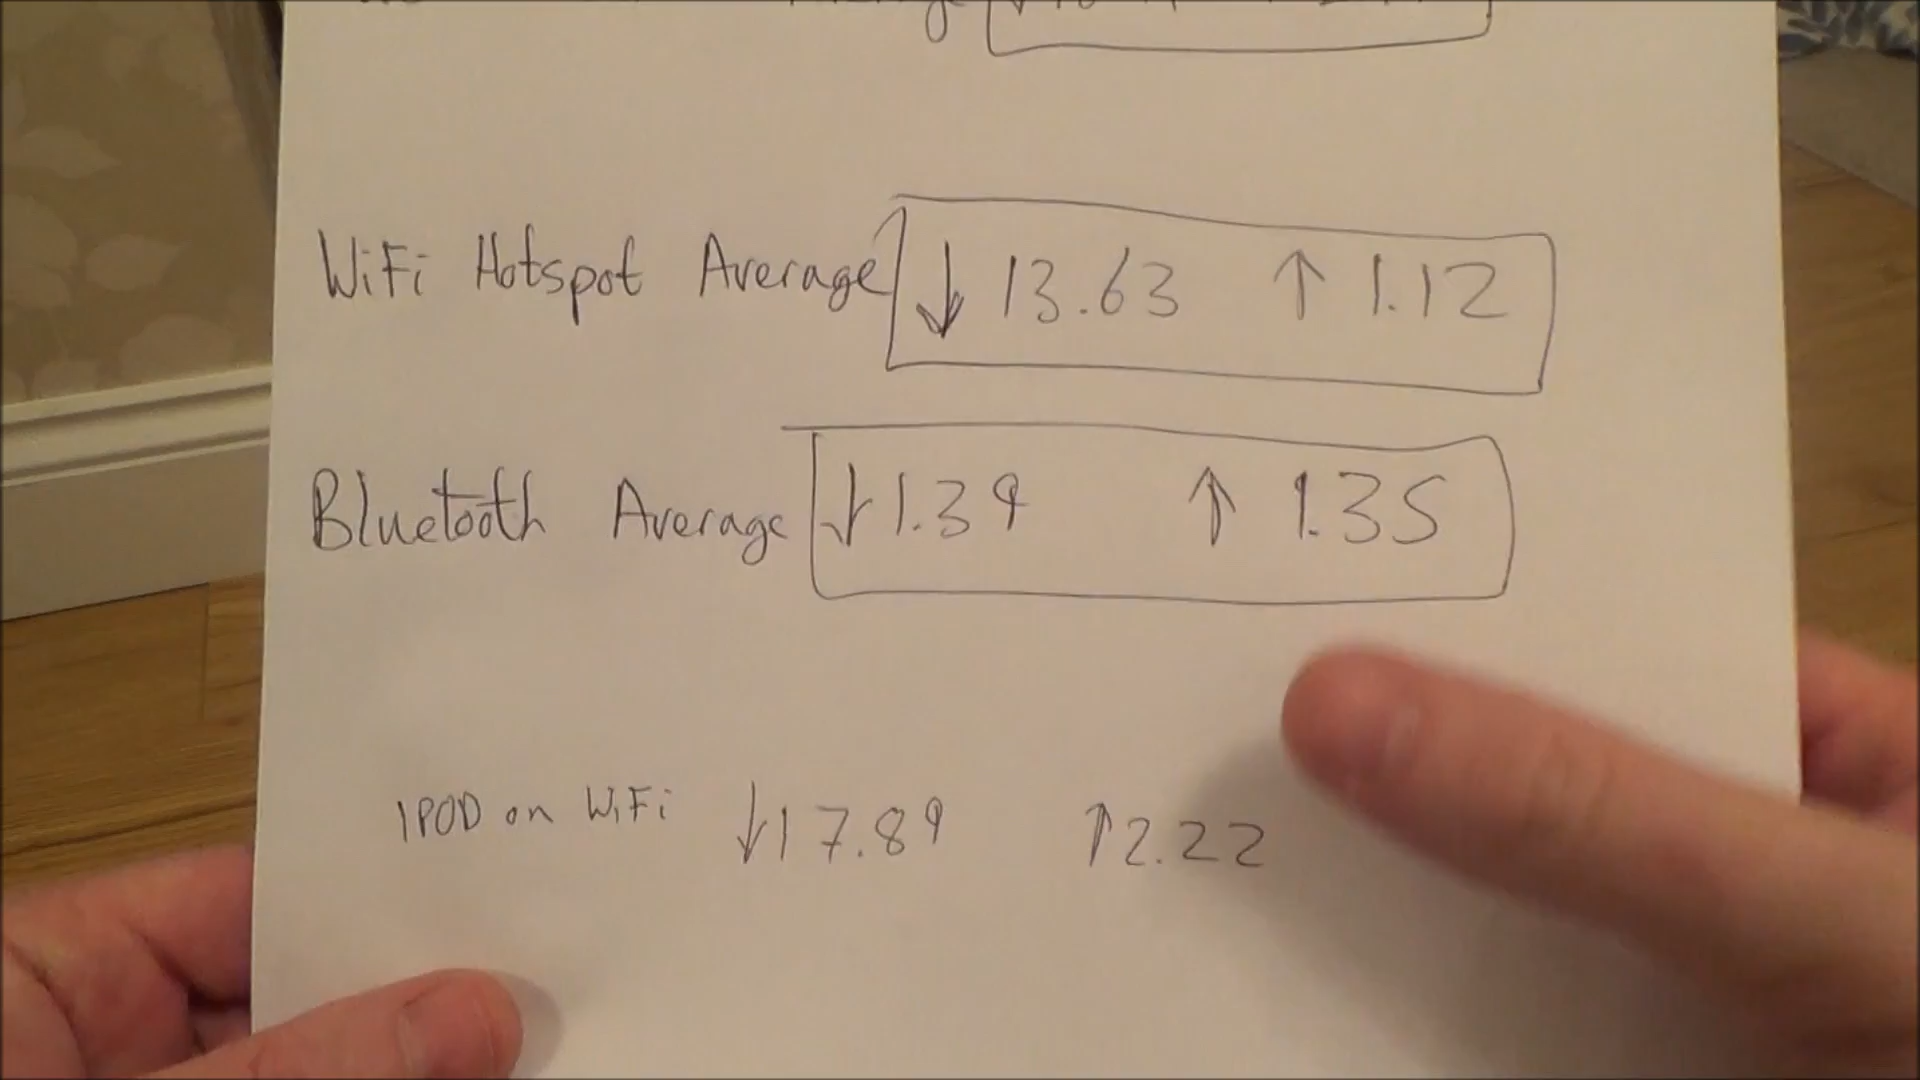 WiFi Hotspot Average ↓ 13.63 ↑ 1.12
Bluetooth Average ↓ 1.39 ↑ 1.35
IPOD on WiFi ↓ 17.89 ↑ 2.22